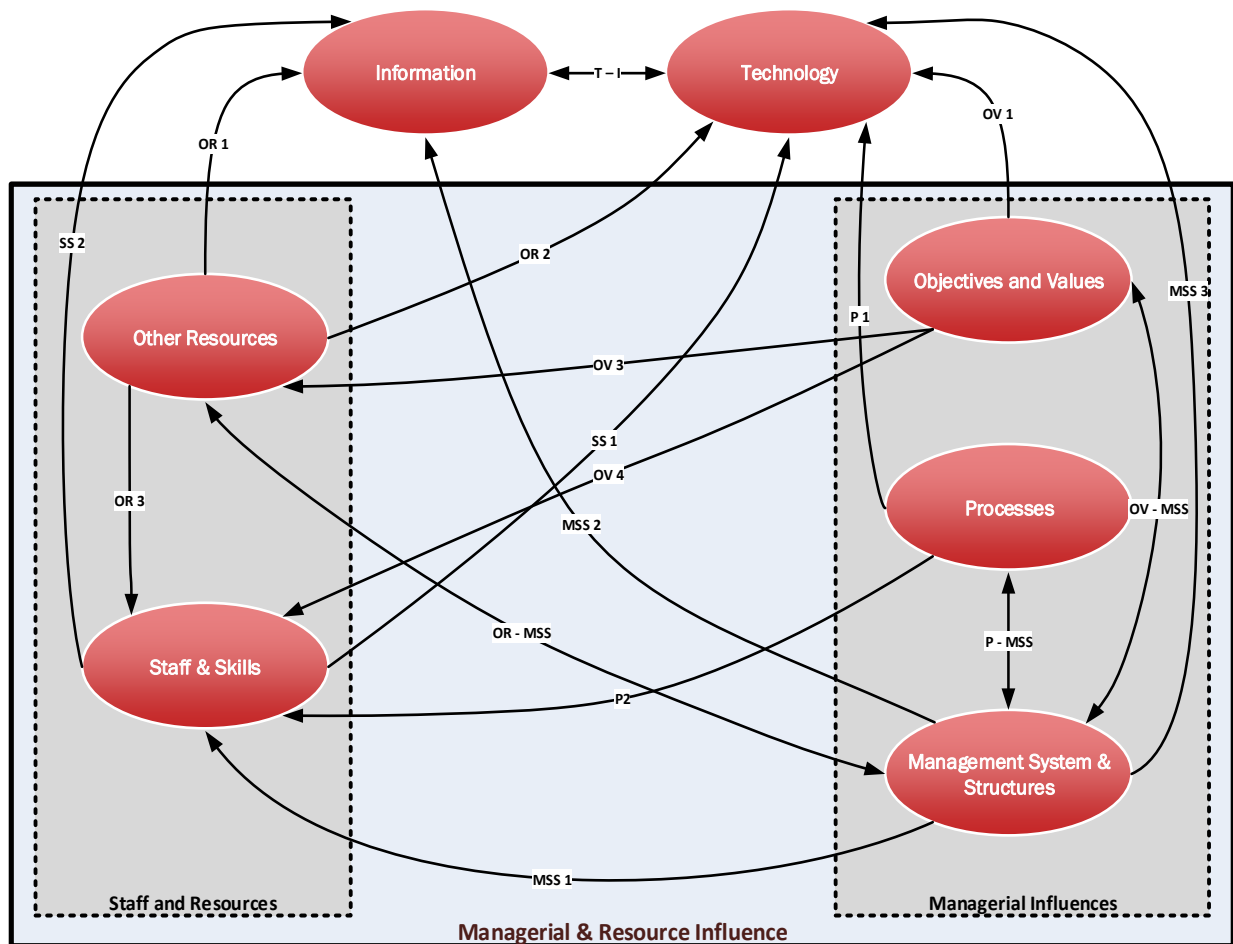 Information
T – I
Technology
OR 1
OV 1
SS 2
OR 2
Objectives and Values
MSS 3
Other Resources
P 1
OV 3
SS 1
OV 4
OR 3
MSS 2
Processes
OV - MSS
OR - MSS
P - MSS
Staff & Skills
P2
Management System &
Structures
MSS 1
Staff and Resources
Managerial Influences
Managerial & Resource Influence